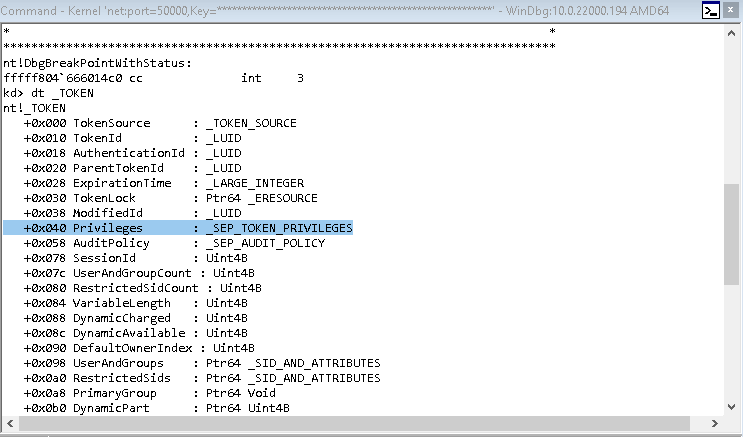 Command - Kernel 'net:port=50000,Key=*****************************************************' - WinDbg:10.0.22000.194 AMD64
* *
*******************************************************************************
nt!DbgBreakPointWithStatus:
fffff804`666014c0 cc int 3
kd> dt _TOKEN
nt!_TOKEN
+0x000 TokenSource : _TOKEN_SOURCE
+0x010 TokenId : _LUID
+0x018 AuthenticationId : _LUID
+0x020 ParentTokenId : _LUID
+0x028 ExpirationTime : _LARGE_INTEGER
+0x030 TokenLock : Ptr64 _ERESOURCE
+0x038 ModifiedId : _LUID
+0x040 Privileges : _SEP_TOKEN_PRIVILEGES
+0x058 AuditPolicy : _SEP_AUDIT_POLICY
+0x078 SessionId : Uint4B
+0x07c UserAndGroupCount : Uint4B
+0x080 RestrictedSidCount : Uint4B
+0x084 VariableLength : Uint4B
+0x088 DynamicCharged : Uint4B
+0x08c DynamicAvailable : Uint4B
+0x090 DefaultOwnerIndex : Uint4B
+0x098 UserAndGroups : Ptr64 _SID_AND_ATTRIBUTES
+0x0a0 RestrictedSids : Ptr64 _SID_AND_ATTRIBUTES
+0x0a8 PrimaryGroup : Ptr64 Void
+0x0b0 DynamicPart : Ptr64 Uint4B